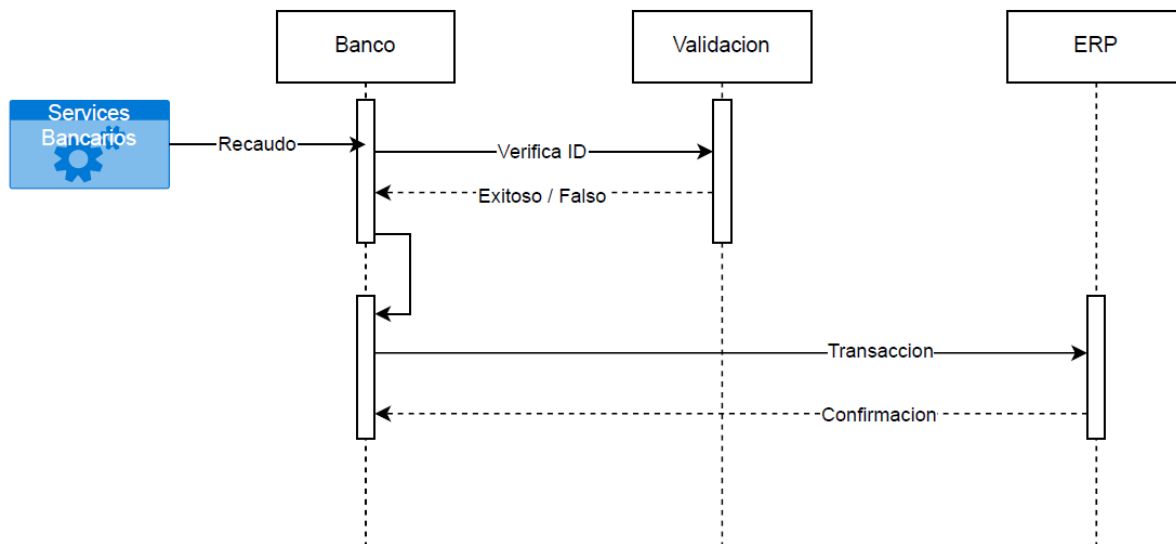 Banco
Validacion
ERP
Services
Bancarios
Recaudo
Verifica ID
Exitoso / Falso
Transaccion
Confirmacion